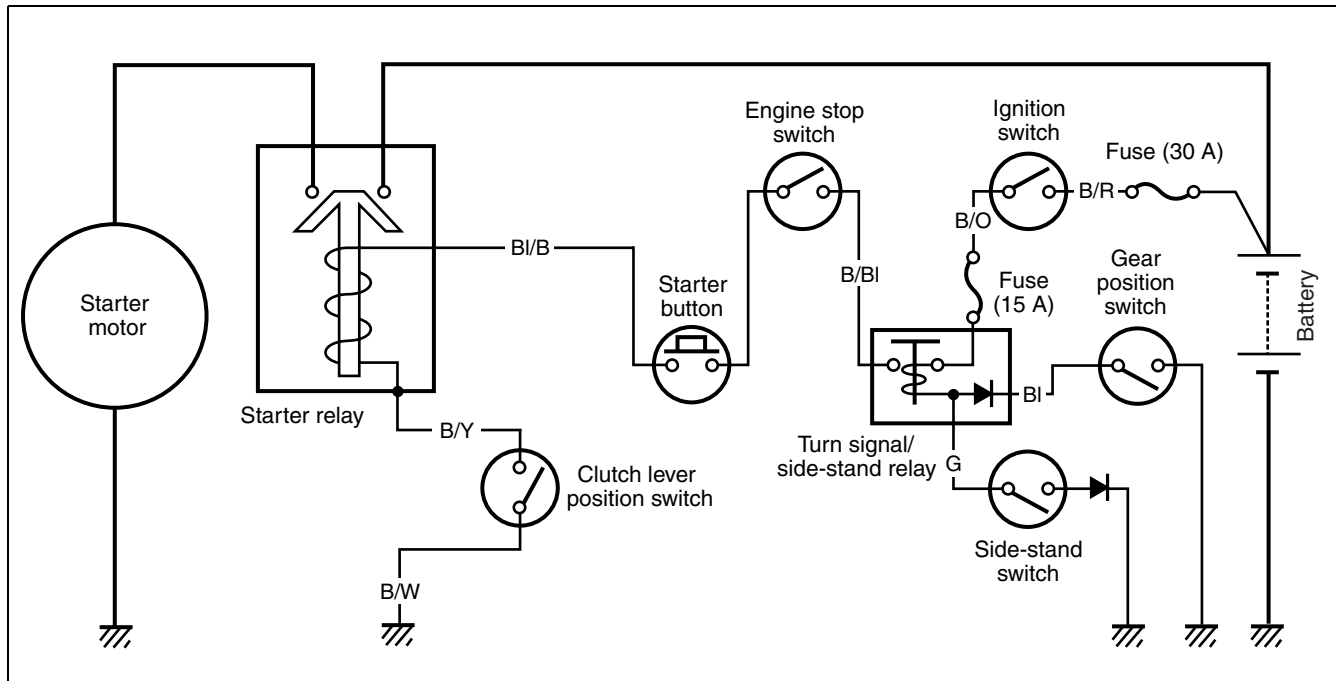 Engine stop
switch
Ignition
switch
Fuse (30 A)
B/R
B/O
Bl/B
B/Bl
Starter
motor
Starter
button
Fuse
(15 A)
Gear
position
switch
Battery
Starter relay
Bl
B/Y
Turn signal/
side-stand relay
G
Clutch lever
position switch
Side-stand
switch
B/W